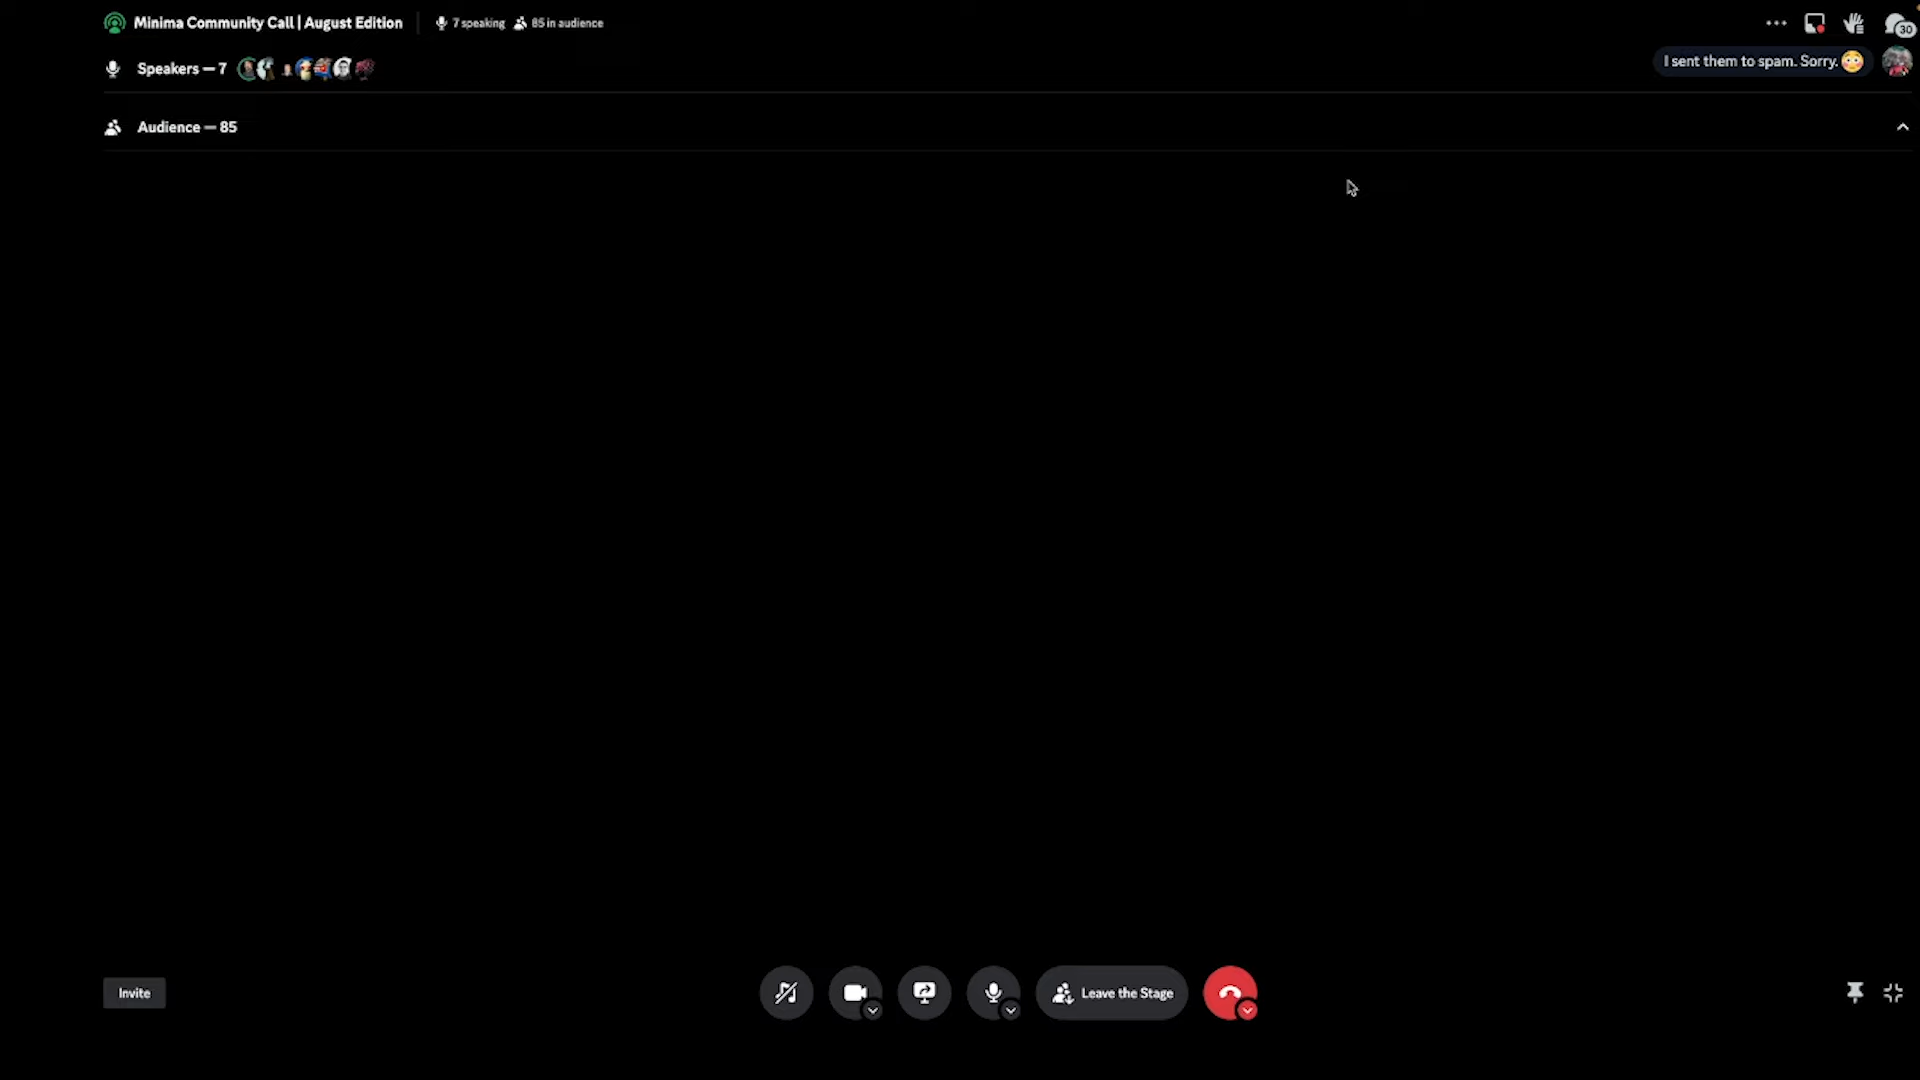 Minima Community Call | August Edition
7 speaking
85 in audience
30
Speakers — 7
I sent them to spam. Sorry.😳
Audience — 85
Invite
Leave the Stage